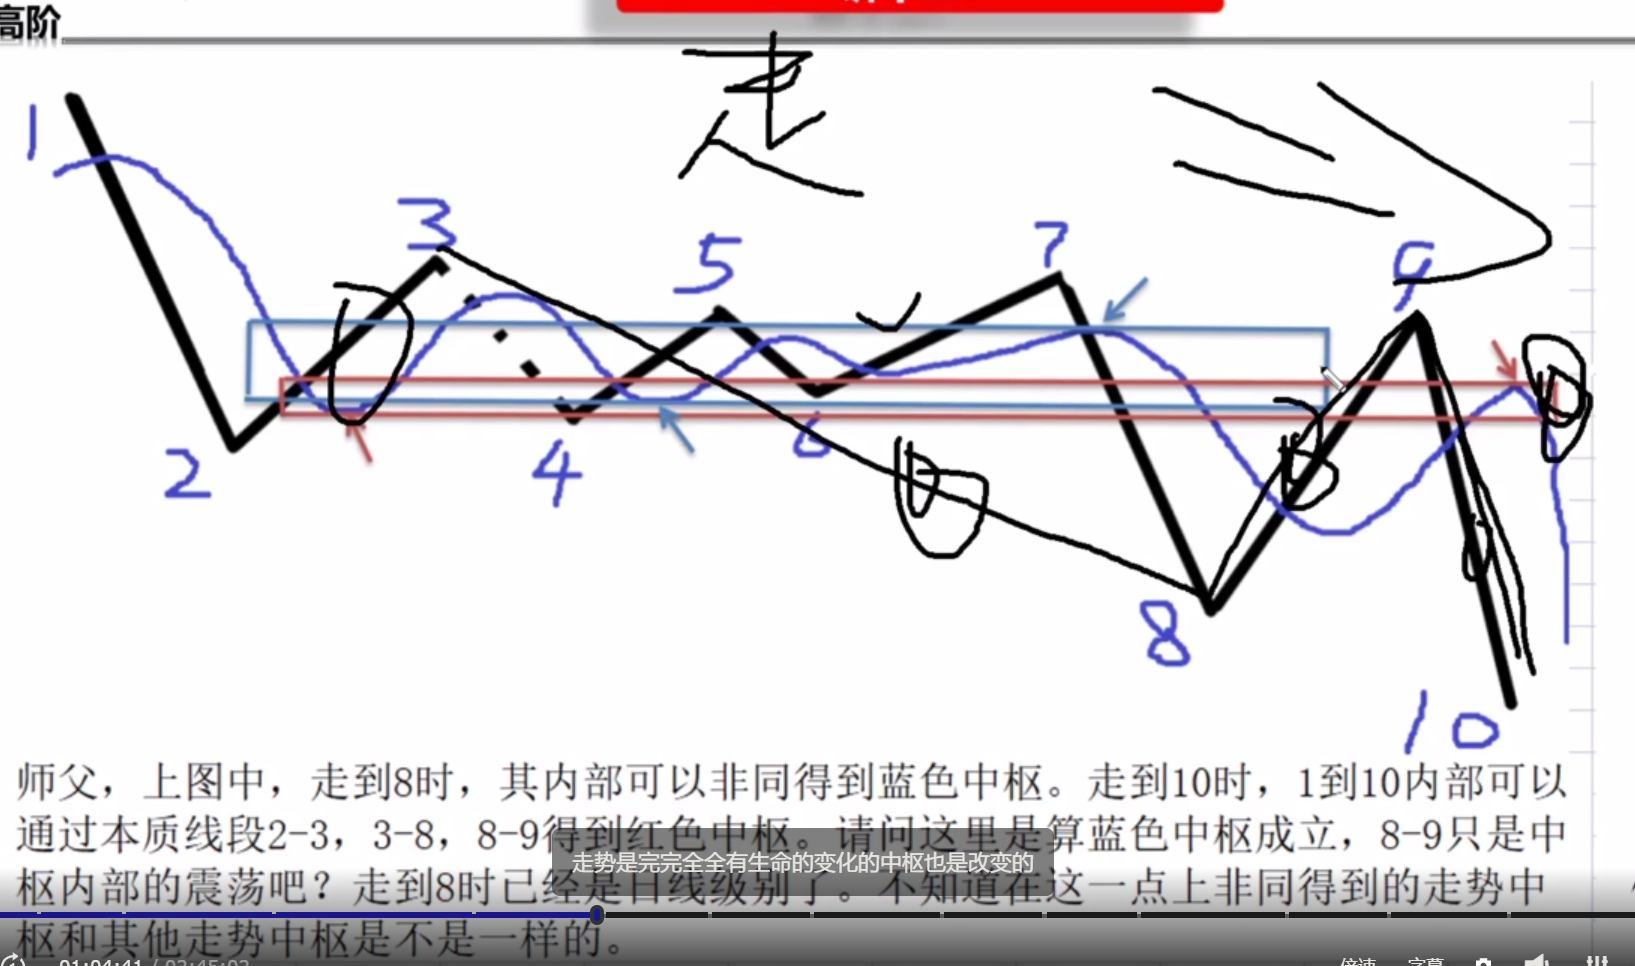 高阶
走
1
3
5
7
9
2
4
6
8
10
师父，上图中，走到8时，其内部可以非同得到蓝色中枢。走到10时，1到10内部可以
通过本质线段2-3，3-8，8-9得到红色中枢。请问这里是算蓝色中枢成立，8-9只是中
走势是完完全全有生命的变化的中枢也是改变的
枢内部的震荡吧？走到8时已经是日线级别了。不知道在这一点上非同得到的走势中
枢和其他走势中枢是不是一样的。
01:04:41 / 03:45:03
倍速 字幕